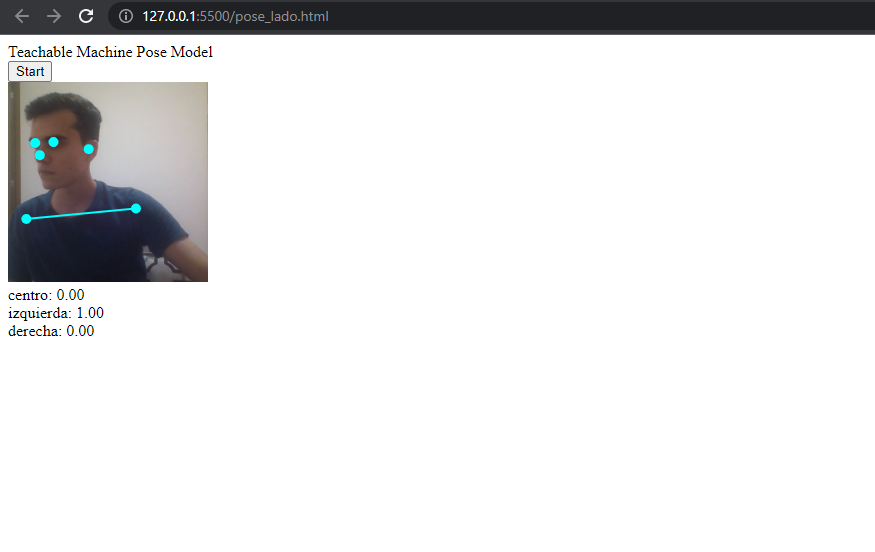 127.0.0.1:5500/pose_lado.html
Teachable Machine Pose Model
Start
centro: 0.00
izquierda: 1.00
derecha: 0.00